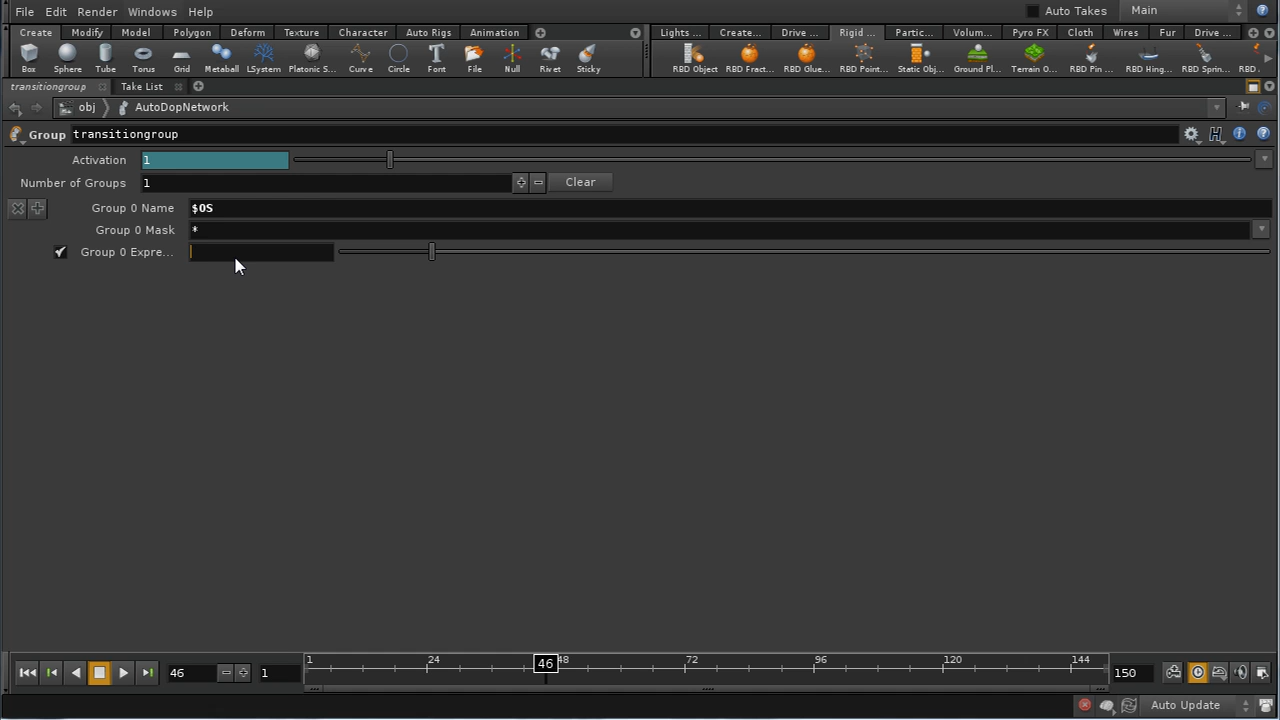 File Edit Render Windows Help Auto Takes Main
Create Modify Model Polygon Deform Texture Character Auto Rigs Animation Lights ... Create... Drive ... Rigid ... Partic... Volum... Pyro FX Cloth Wires Fur Drive ...
Box Sphere Tube Torus Grid Metaball LSystem Platonic S... Curve Circle Font File Null Rivet Sticky RBD Object RBD Fract... RBD Glue... RBD Point... Static Obj... Ground Pl... Terrain O... RBD Pin ... RBD Hing... RBD Sprin... RBD .
transitiongroup Take List
obj AutoDopNetwork
Group transitiongroup
Activation 1
Number of Groups 1 Clear
Group 0 Name $OS
Group 0 Mask *
Group 0 Expre...
1 24 46 48 72 96 120 144
46 1 150
Auto Update